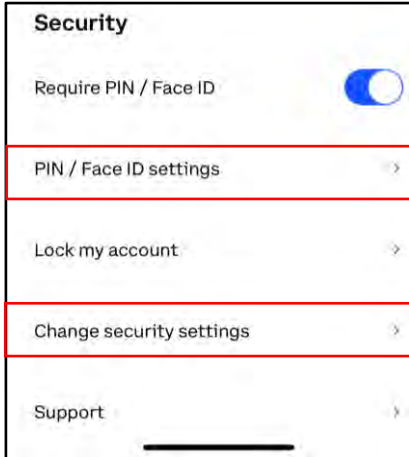 Security
Require PIN / Face ID
PIN / Face ID settings
Lock my account
Change security settings
Support